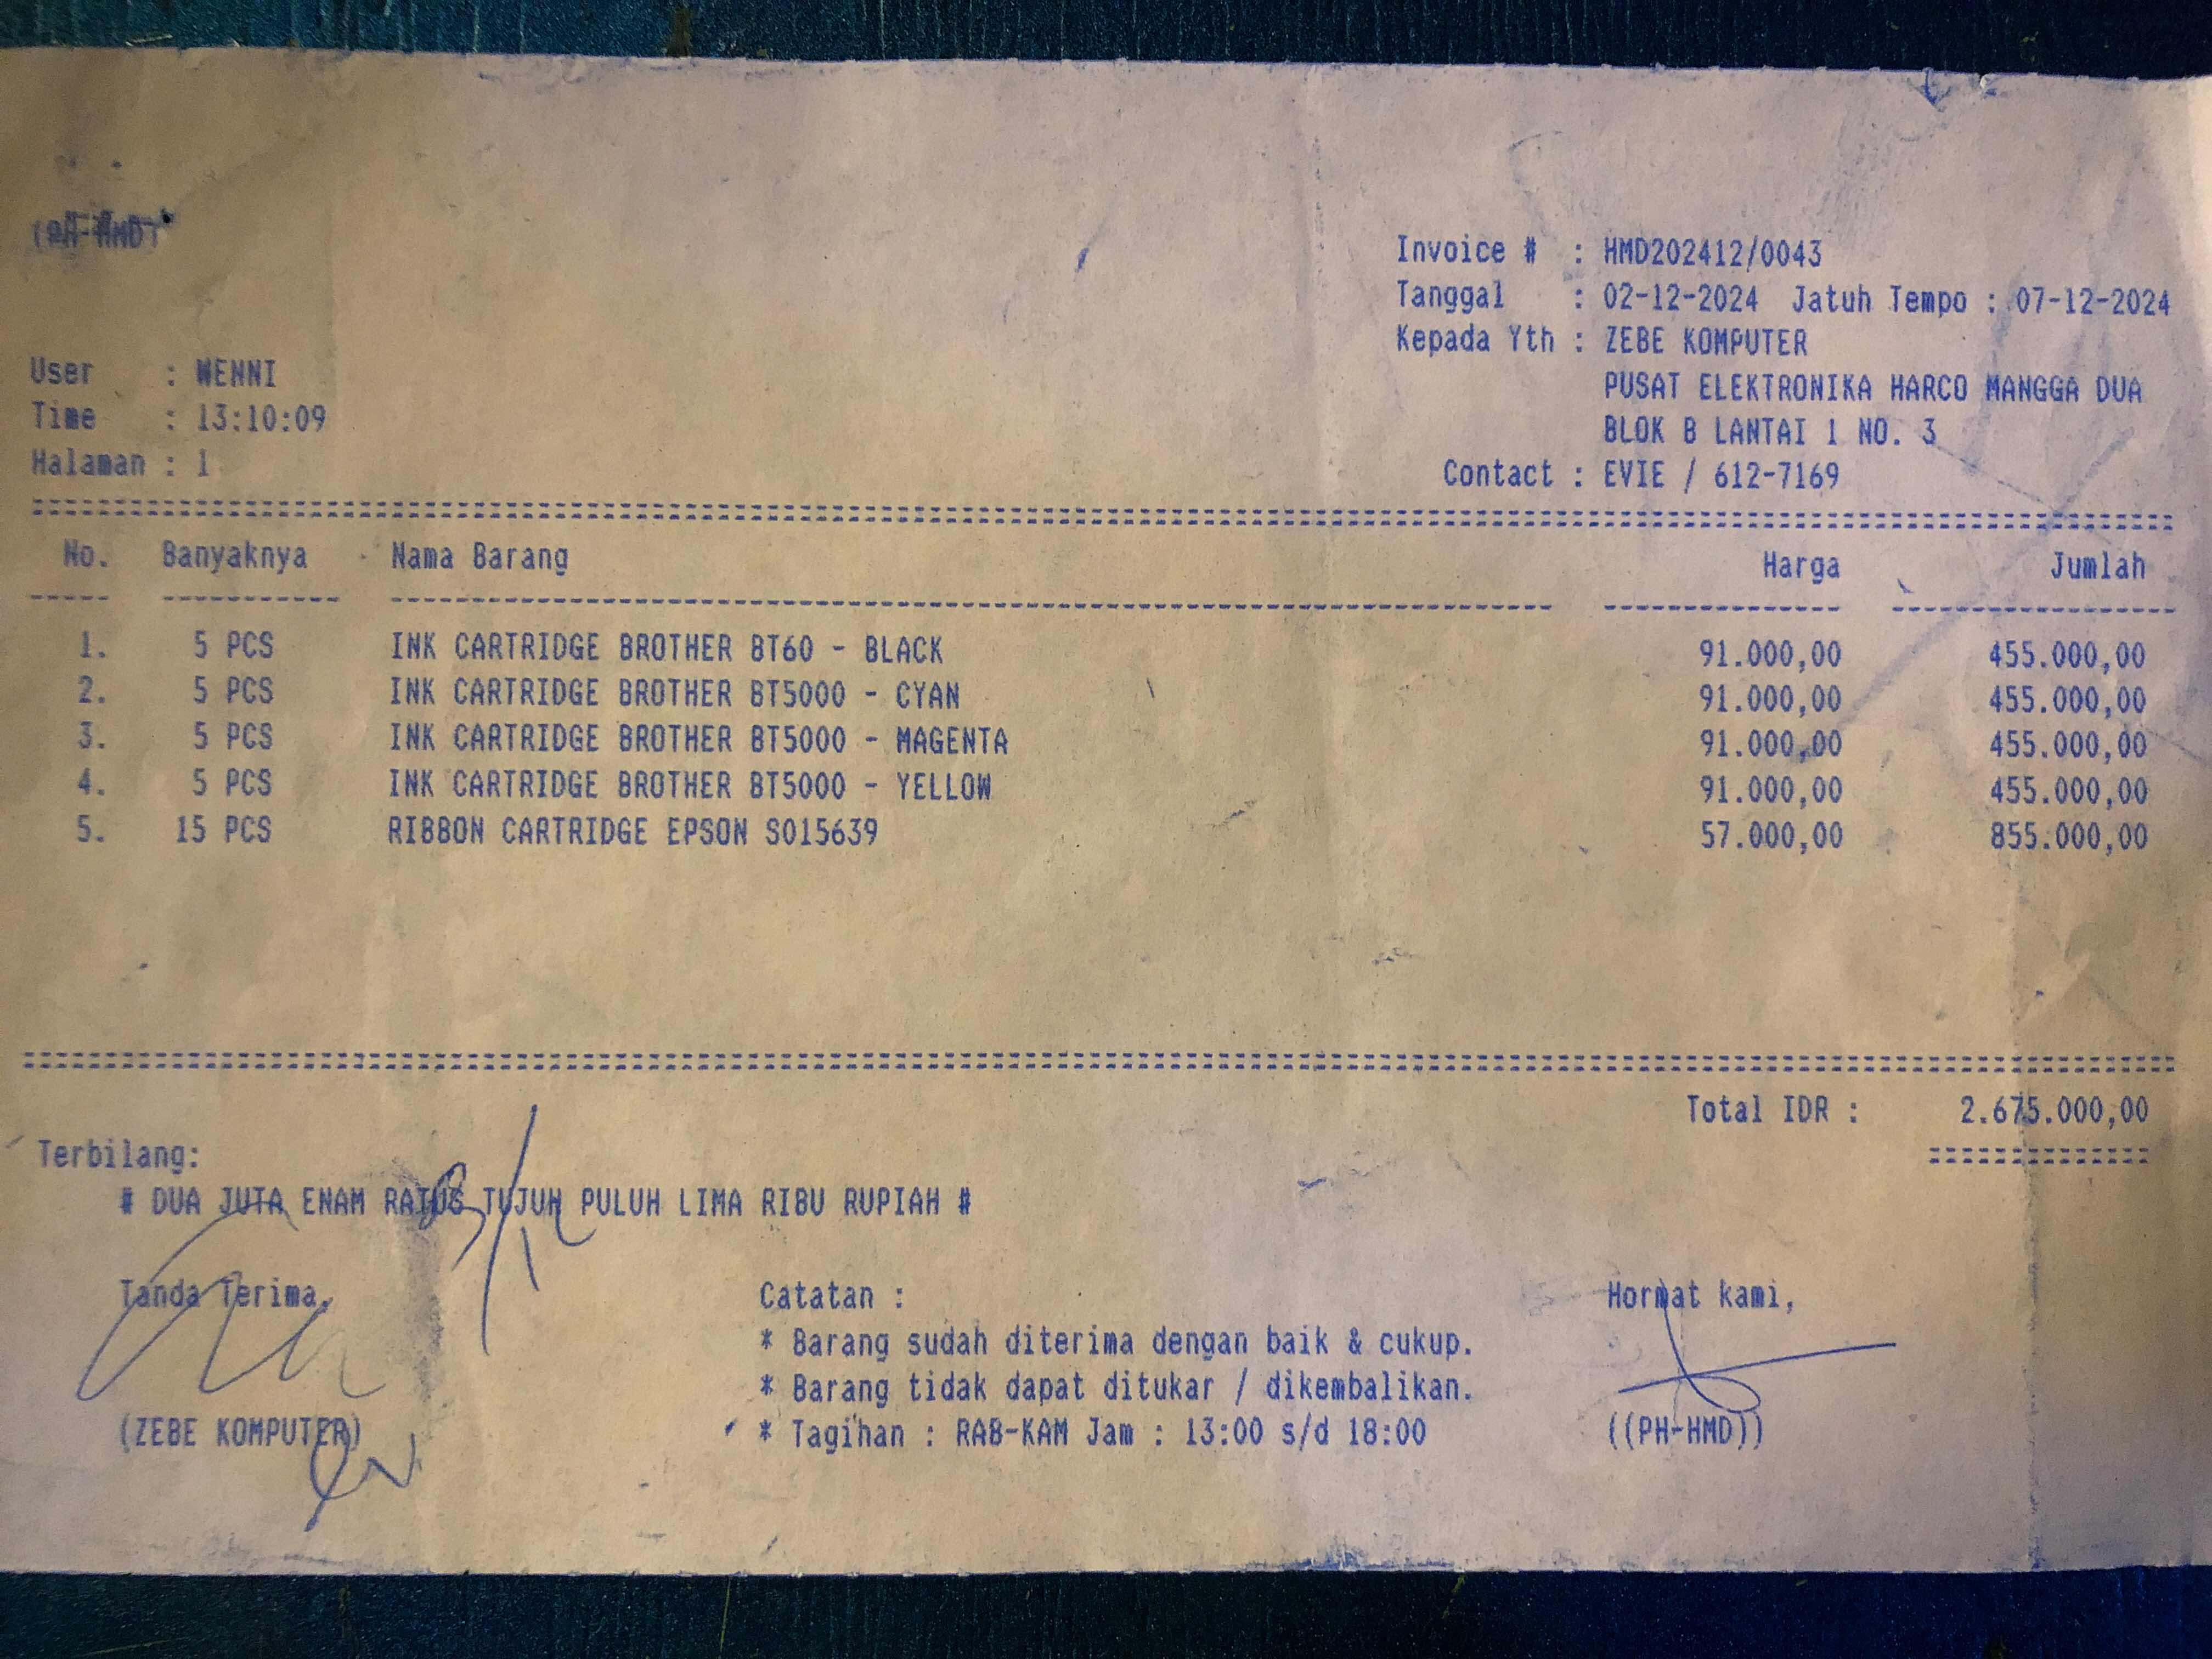 (PH-HMD)
Invoice # : HMD202412/0043
Tanggal : 02-12-2024 Jatuh Tempo : 07-12-2024
Kepada Yth : ZEBE KOMPUTER
User : WENNI
PUSAT ELEKTRONIKA HARCO MANGGA DUA
Time : 13:10:09
BLOK B LANTAI 1 NO. 3
Halaman : 1
Contact : EVIE / 612-7169
No. Banyaknya Nama Barang Harga Jumlah
1. 5 PCS INK CARTRIDGE BROTHER BT60 - BLACK 91.000,00 455.000,00
2. 5 PCS INK CARTRIDGE BROTHER BT5000 - CYAN 91.000,00 455.000,00
3. 5 PCS INK CARTRIDGE BROTHER BT5000 - MAGENTA 91.000,00 455.000,00
4. 5 PCS INK CARTRIDGE BROTHER BT5000 - YELLOW 91.000,00 455.000,00
5. 15 PCS RIBBON CARTRIDGE EPSON S015639 57.000,00 855.000,00
Total IDR : 2.675.000,00
Terbilang:
# DUA JUTA ENAM RATUS TUJUH PULUH LIMA RIBU RUPIAH #
Tanda Terima, Catatan : Hormat kami,
* Barang sudah diterima dengan baik & cukup.
* Barang tidak dapat ditukar / dikembalikan.
(ZEBE KOMPUTER) * Tagihan : RAB-KAM Jam : 13:00 s/d 18:00 ((PH-HMD))